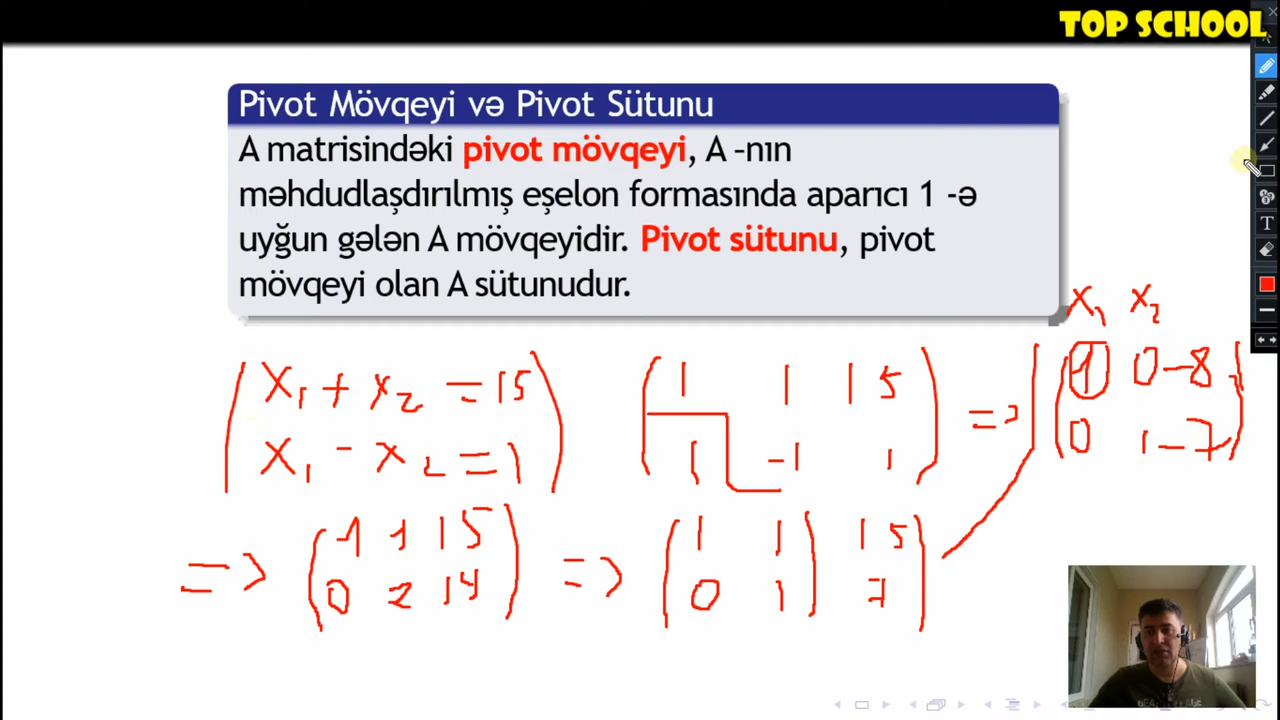 TOP SCHOOL
Pivot Mövqeyi və Pivot Sütunu
A matrisindəki pivot mövqeyi, A –nın
məhdudlaşdırılmış eşelon formasında aparıcı 1 -ə
uyğun gələn A mövqeyidir. Pivot sütunu, pivot
mövqeyi olan A sütunudur.
x₁ x₂
x₁ + x₂ = 15 1 1 15 => 1 0 -8
x₁ - x₂ = 1 1 -1 1 0 1 -7
=> 1 1 15 => 1 1 15
0 2 14 0 1 7